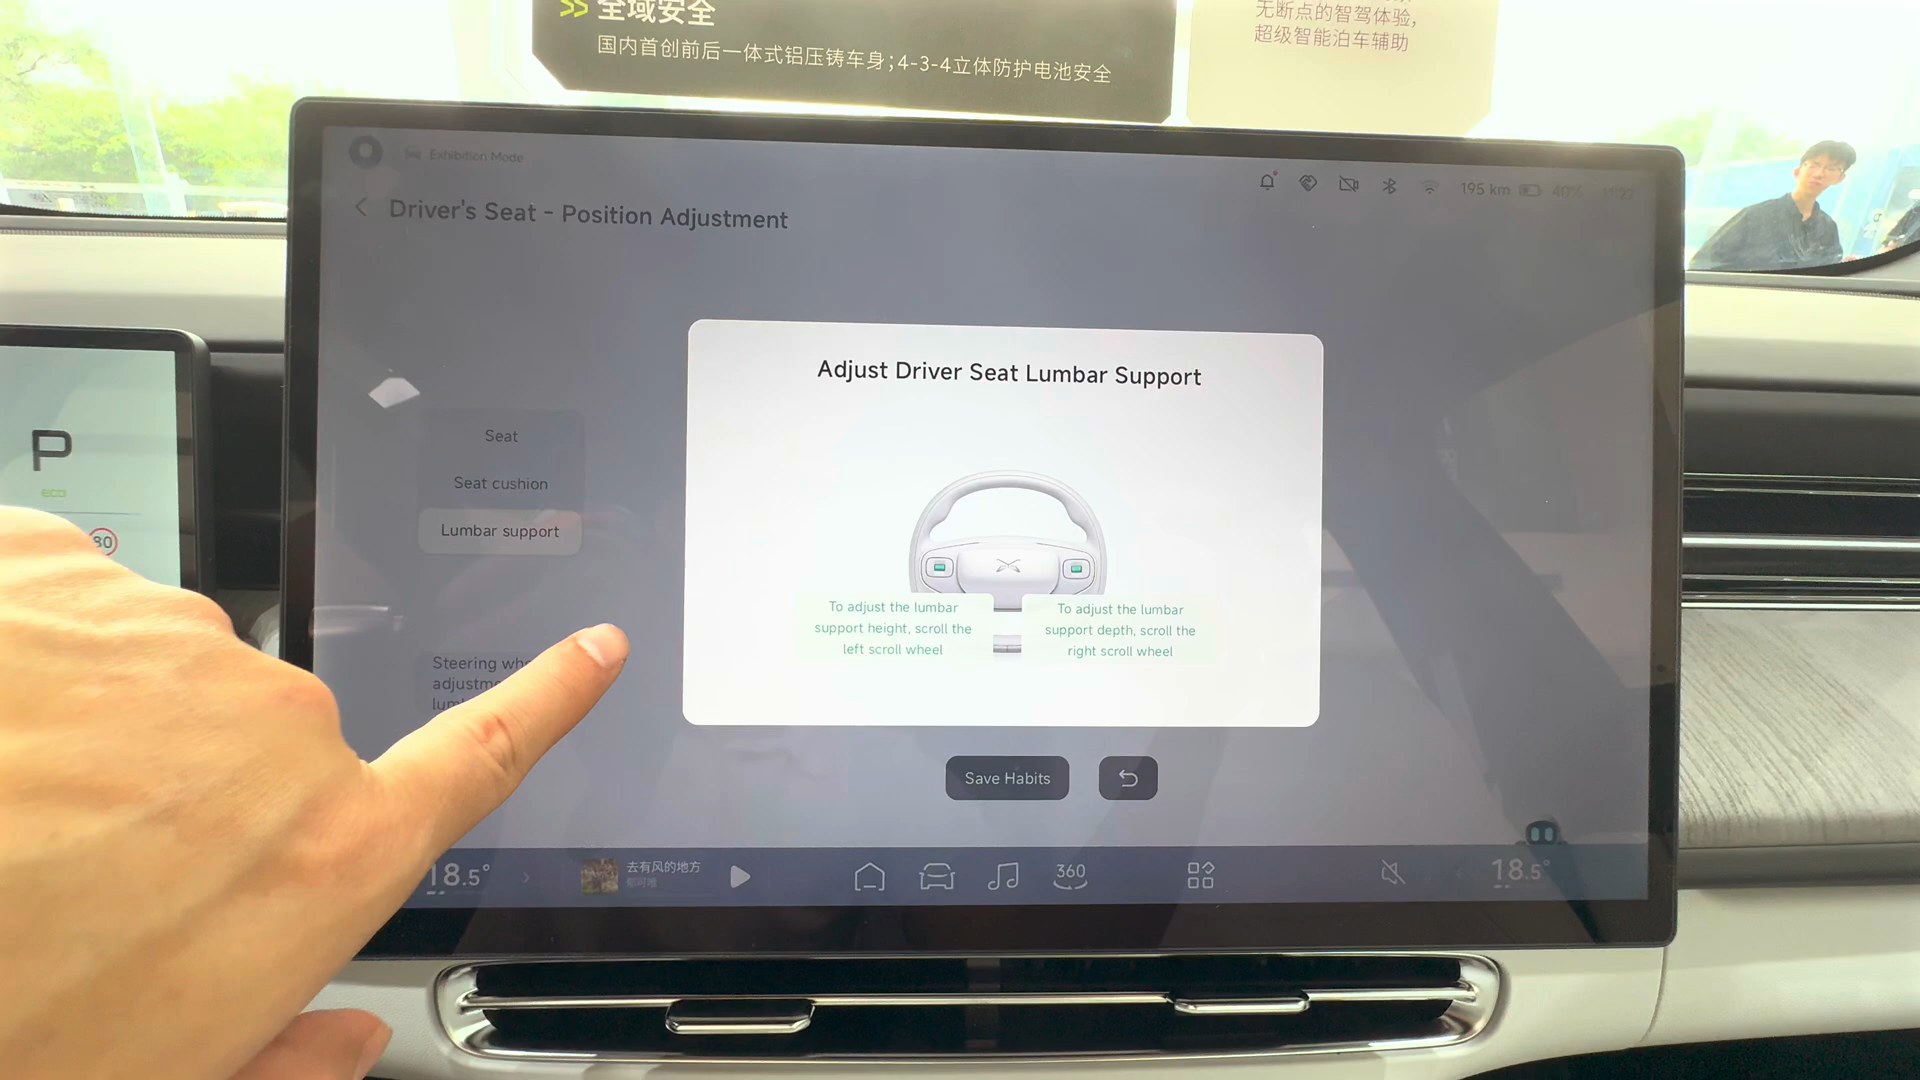 全域安全
国内首创前后一体式铝压铸车身；4-3-4立体防护电池安全
无断点的智驾体验，
超级智能泊车辅助
Exhibition Mode
195 km
40%
Driver's Seat - Position Adjustment
Adjust Driver Seat Lumbar Support
Seat
Seat cushion
Lumbar support
P
eco
To adjust the lumbar
support height, scroll the
left scroll wheel
To adjust the lumbar
support depth, scroll the
right scroll wheel
Steering
Save Habits
18.5°
去有风的地方
360
18.5°